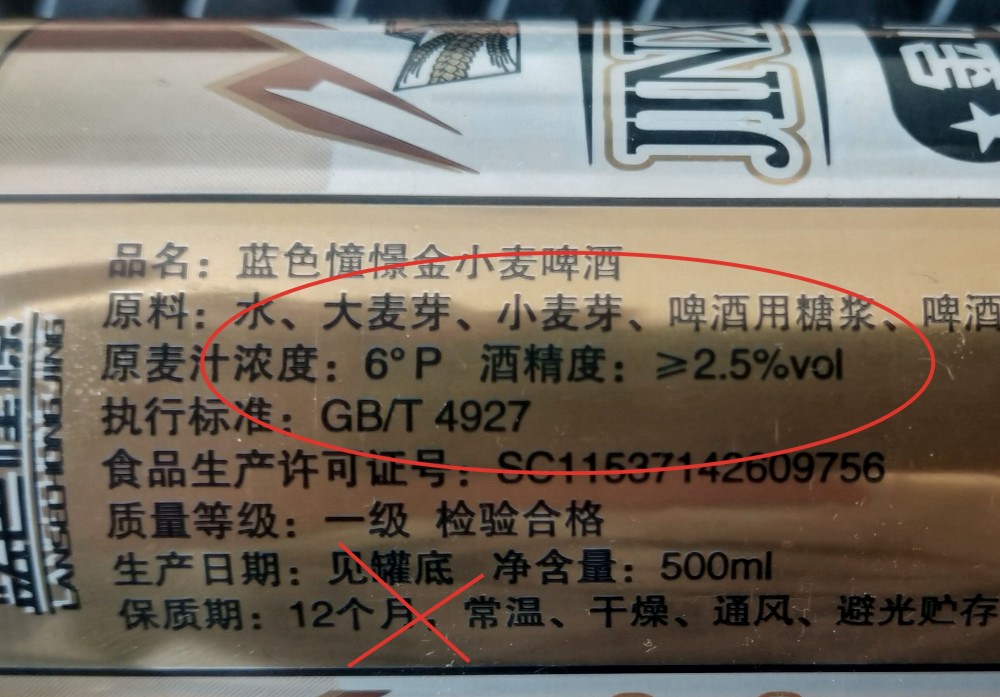 品名：蓝色憧憬金小麦啤酒
原料：水、大麦芽、小麦芽、啤酒用糖浆、啤酒
原麦汁浓度：6°P 酒精度：≥2.5%vol
执行标准：GB/T 4927
食品生产许可证号：SC11537142609756
质量等级：一级 检验合格
生产日期：见罐底 净含量：500ml
保质期：12个月、常温、干燥、通风、避光贮存
LANSECHONGJING